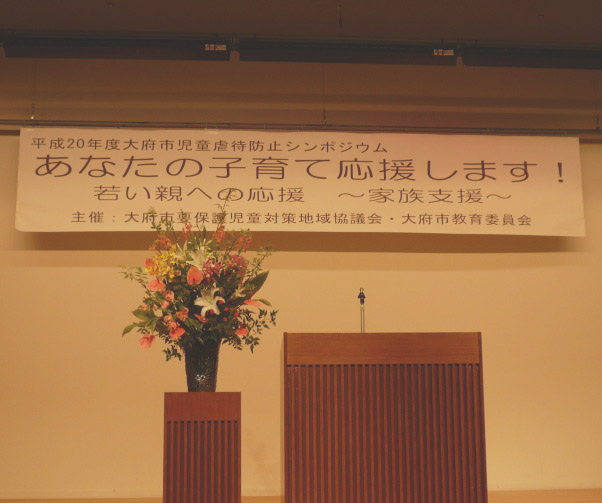 平成20年度大府市児童虐待防止シンポジウム
あなたの子育て応援します！
若い親への応援　～家族支援～
主催：大府市要保護児童対策地域協議会・大府市教育委員会